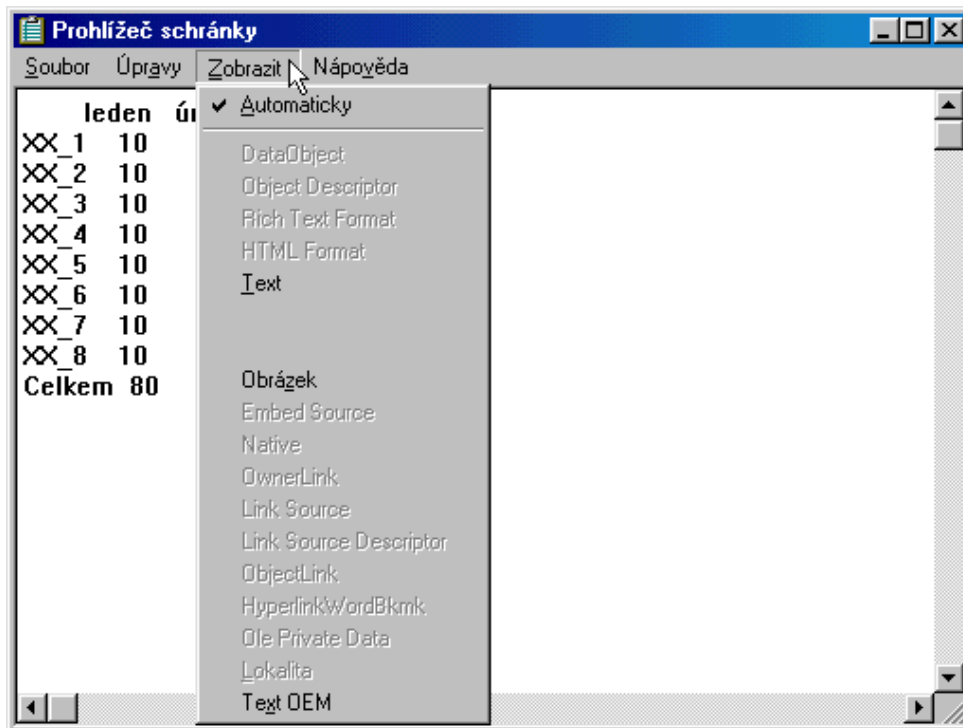 Prohlížeč schránky
Soubor Úpravy Zobrazit Nápověda
leden
XX_1 10
XX_2 10
XX_3 10
XX_4 10
XX_5 10
XX_6 10
XX_7 10
XX_8 10
Celkem 80
Automaticky
DataObject
Object Descriptor
Rich Text Format
HTML Format
Text
Obrázek
Embed Source
Native
OwnerLink
Link Source
Link Source Descriptor
ObjectLink
HyperlinkWordBkmk
Ole Private Data
Lokalita
Text OEM